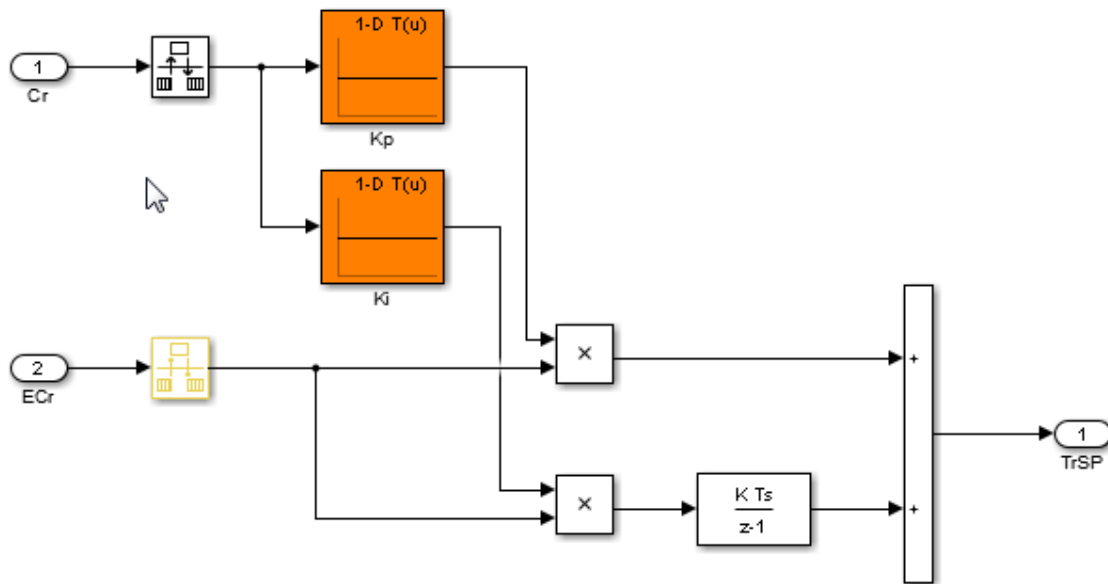 1
Cr
1-D T(u)
Kp
1-D T(u)
Ki
2
ECr
×
×
K Ts
z-1
+
+
1
TrSP